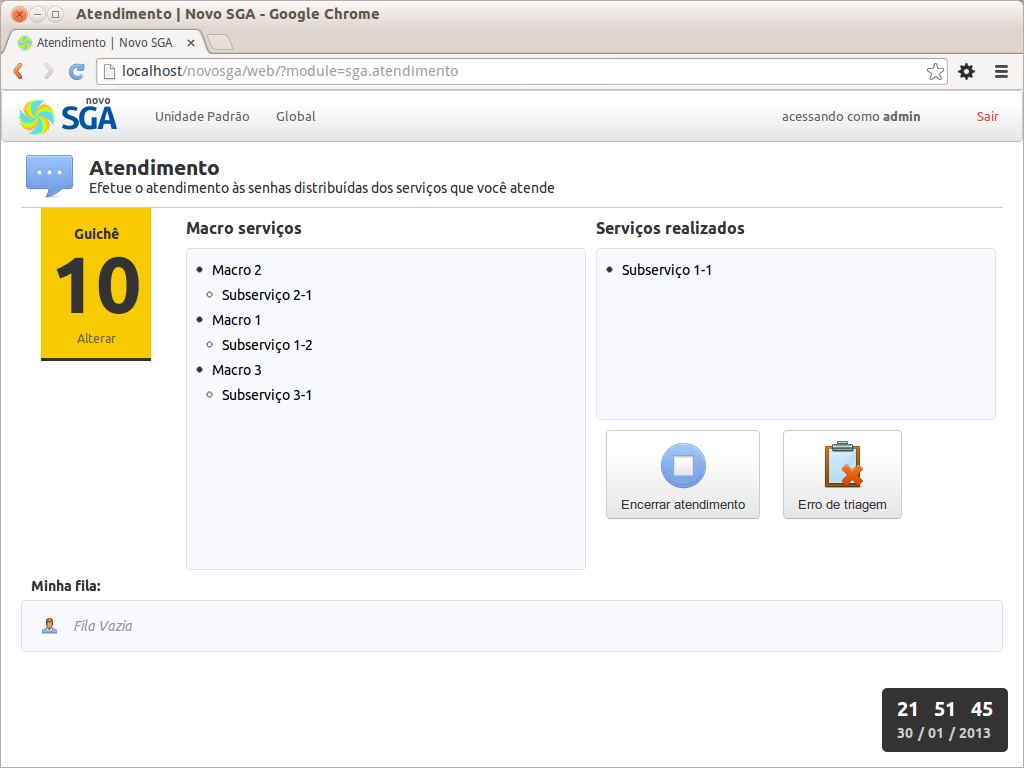 Atendimento | Novo SGA - Google Chrome
Atendimento | Novo SGA
localhost/novosga/web/?module=sga.atendimento
novo
SGA
Unidade Padrão Global acessando como admin Sair
Atendimento
Efetue o atendimento às senhas distribuídas dos serviços que você atende
Guichê
10
Alterar
Macro serviços
Macro 2
Subserviço 2-1
Macro 1
Subserviço 1-2
Macro 3
Subserviço 3-1
Serviços realizados
Subserviço 1-1
Encerrar atendimento
Erro de triagem
Minha fila:
Fila Vazia
21 51 45
30 / 01 / 2013